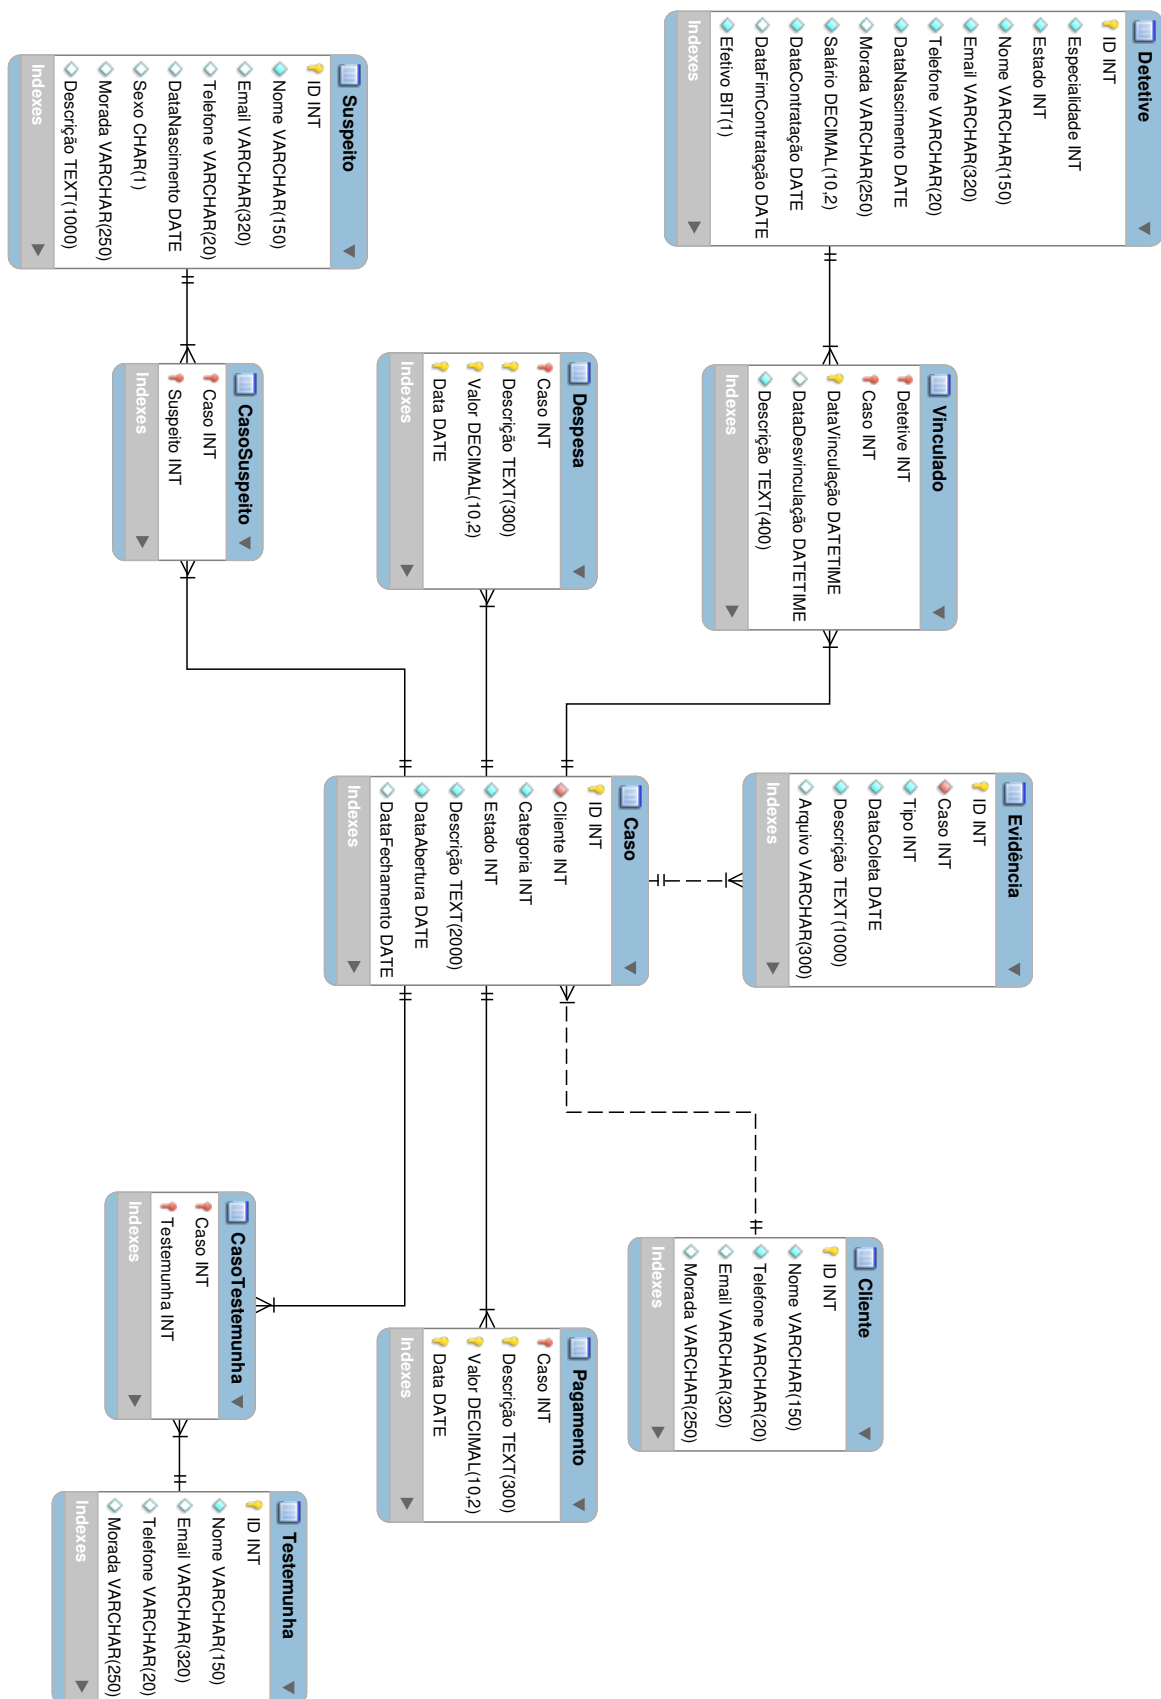 Detetive
ID INT
Especialidade INT
Estado INT
Nome VARCHAR(150)
Email VARCHAR(320)
Telefone VARCHAR(20)
DataNascimento DATE
Morada VARCHAR(250)
Salário DECIMAL(10,2)
DataContratação DATE
DataFimContratação DATE
Efetivo BIT(1)
Indexes
Vinculado
Detetive INT
Caso INT
DataVinculação DATETIME
DataDesvinculação DATETIME
Descrição TEXT(400)
Indexes
Evidência
ID INT
Caso INT
Tipo INT
DataColeta DATE
Descrição TEXT(1000)
Arquivo VARCHAR(300)
Indexes
Cliente
ID INT
Nome VARCHAR(150)
Telefone VARCHAR(20)
Email VARCHAR(320)
Morada VARCHAR(250)
Indexes
Despesa
Caso INT
Descrição TEXT(300)
Valor DECIMAL(10,2)
Data DATE
Indexes
Caso
ID INT
Cliente INT
Categoria INT
Estado INT
Descrição TEXT(2000)
DataAbertura DATE
DataFechamento DATE
Indexes
Pagamento
Caso INT
Descrição TEXT(300)
Valor DECIMAL(10,2)
Data DATE
Indexes
Suspeito
ID INT
Nome VARCHAR(150)
Email VARCHAR(320)
Telefone VARCHAR(20)
DataNascimento DATE
Sexo CHAR(1)
Morada VARCHAR(250)
Descrição TEXT(1000)
Indexes
CasoSuspeito
Caso INT
Suspeito INT
Indexes
CasoTestemunha
Caso INT
Testemunha INT
Indexes
Testemunha
ID INT
Nome VARCHAR(150)
Email VARCHAR(320)
Telefone VARCHAR(20)
Morada VARCHAR(250)
Indexes